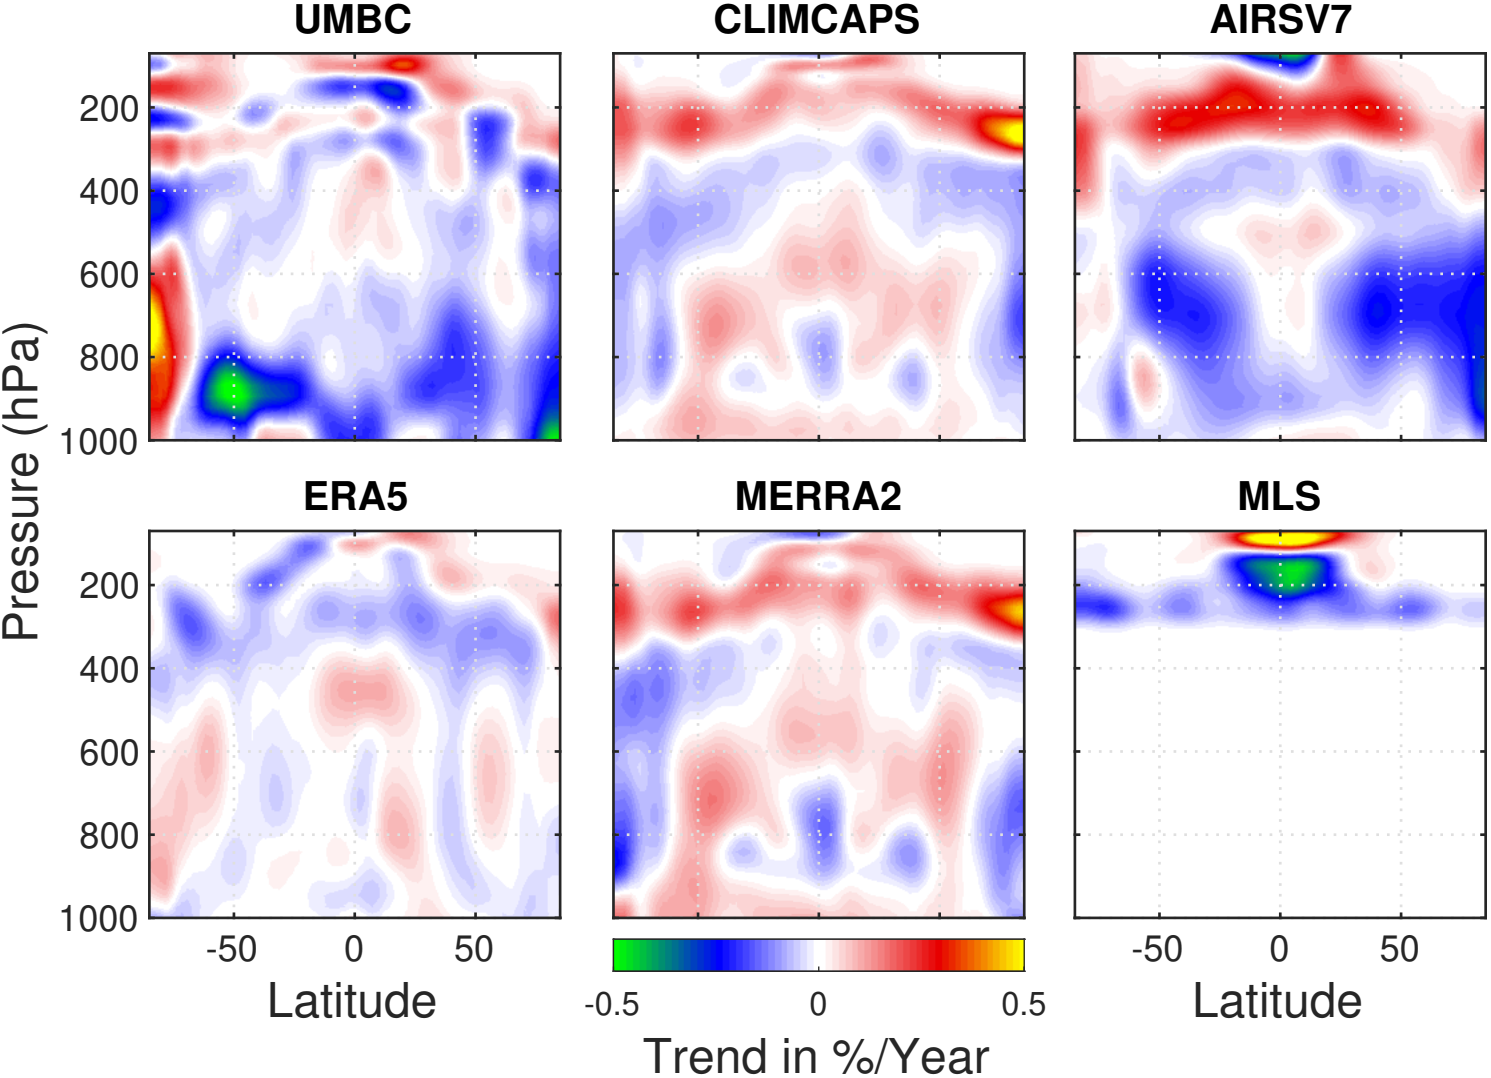 UMBC
CLIMCAPS
AIRSV7
200
400
600
800
1000
Pressure (hPa)
ERA5
MERRA2
MLS
200
400
600
800
1000
-50 0 50
-50 0 50
Latitude
Latitude
-0.5 0 0.5
Trend in %/Year